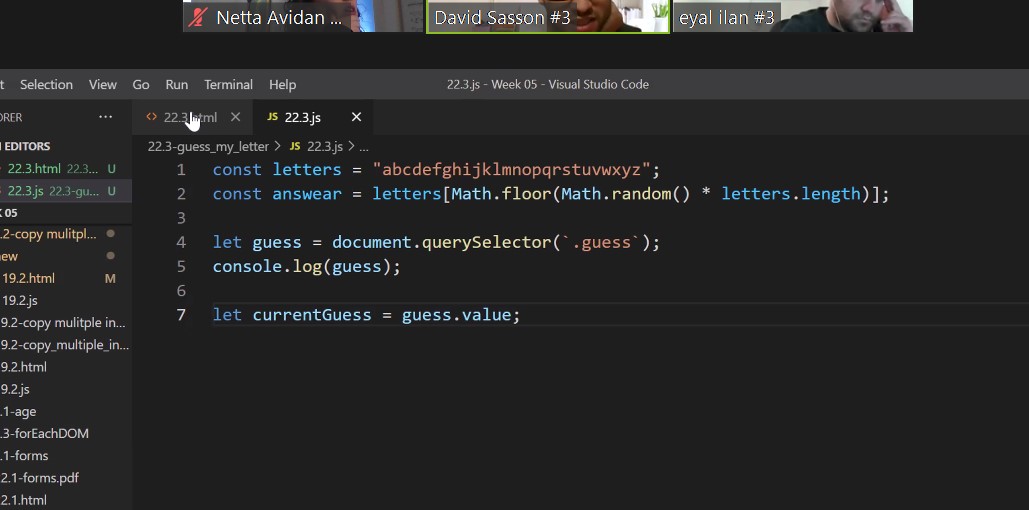 Netta Avidan ...
David Sasson #3
eyal ilan #3
t Selection View Go Run Terminal Help
22.3.js - Week 05 - Visual Studio Code
ORER ...
<> 22.3.html
JS 22.3.js
22.3-guess_my_letter > JS 22.3.js > ...
EDITORS
22.3.html 22.3... U
22.3.js 22.3-gu... U
K 05
.2-copy mulitpl...
ew
19.2.html M
19.2.js
9.2-copy mulitple in...
9.2-copy_multiple_in...
9.2.html
9.2.js
.1-age
.3-forEachDOM
.1-forms
2.1-forms.pdf
2.1.html
1 const letters = "abcdefghijklmnopqrstuvwxyz";
2 const answear = letters[Math.floor(Math.random() * letters.length)];
3
4 let guess = document.querySelector(`.guess`);
5 console.log(guess);
6
7 let currentGuess = guess.value;